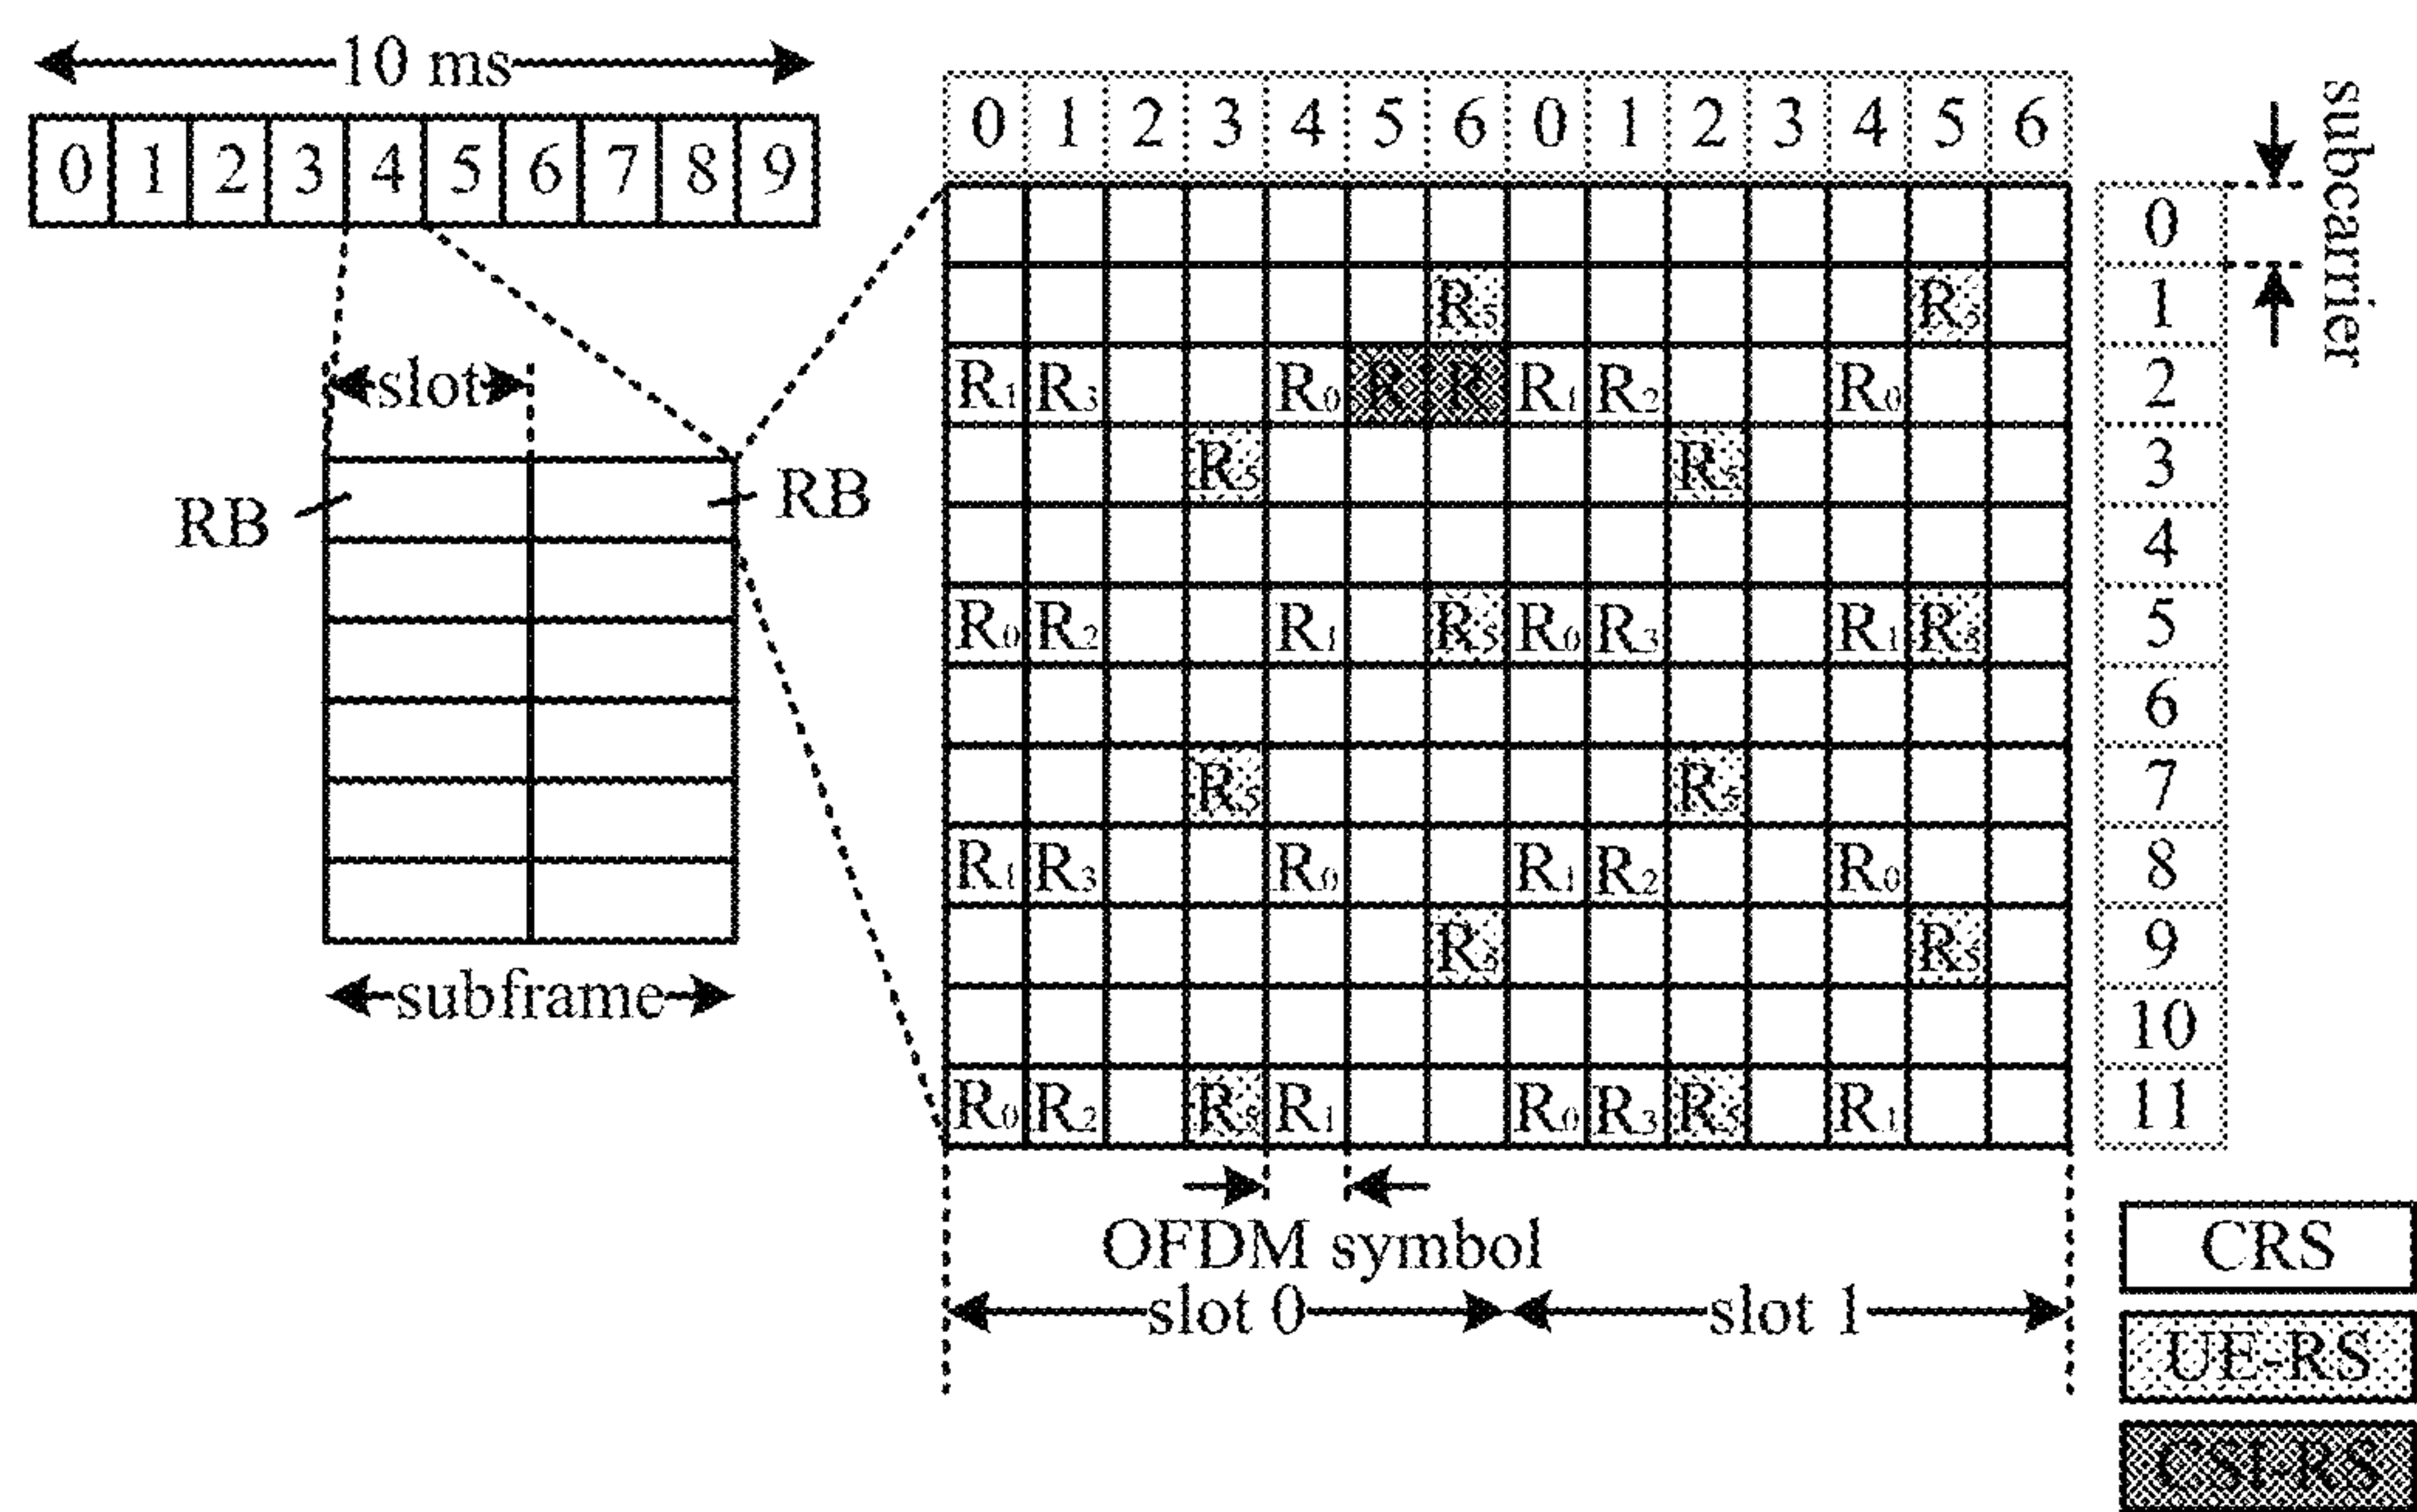 10 ms
0 1 2 3 4 5 6 7 8 9
slot
RB
RB
subframe
0 1 2 3 4 5 6 0 1 2 3 4 5 6
subcarrier
0
R5 R5 1
R1 R3 R0 R R R1 R2 R0 2
R5 R5 3
4
R0 R2 R1 R5 R0 R3 R1 R5 5
6
R5 R5 7
R1 R3 R0 R1 R2 R0 8
R5 R5 9
10
R0 R2 R5 R1 R0 R3 R5 R1 11
OFDM symbol
slot 0 slot 1
CRS
UE-RS
CSI-RS